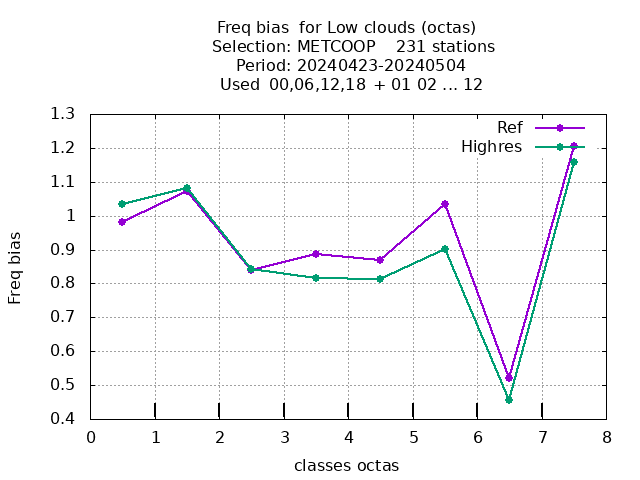 Freq bias  for Low clouds (octas)
Selection: METCOOP    231 stations
Period: 20240423-20240504
Used  00,06,12,18  + 01 02 ... 12
Ref
Highres
1.3
1.2
1.1
1
0.9
0.8
0.7
0.6
0.5
0.4
Freq bias
0 1 2 3 4 5 6 7 8
classes octas